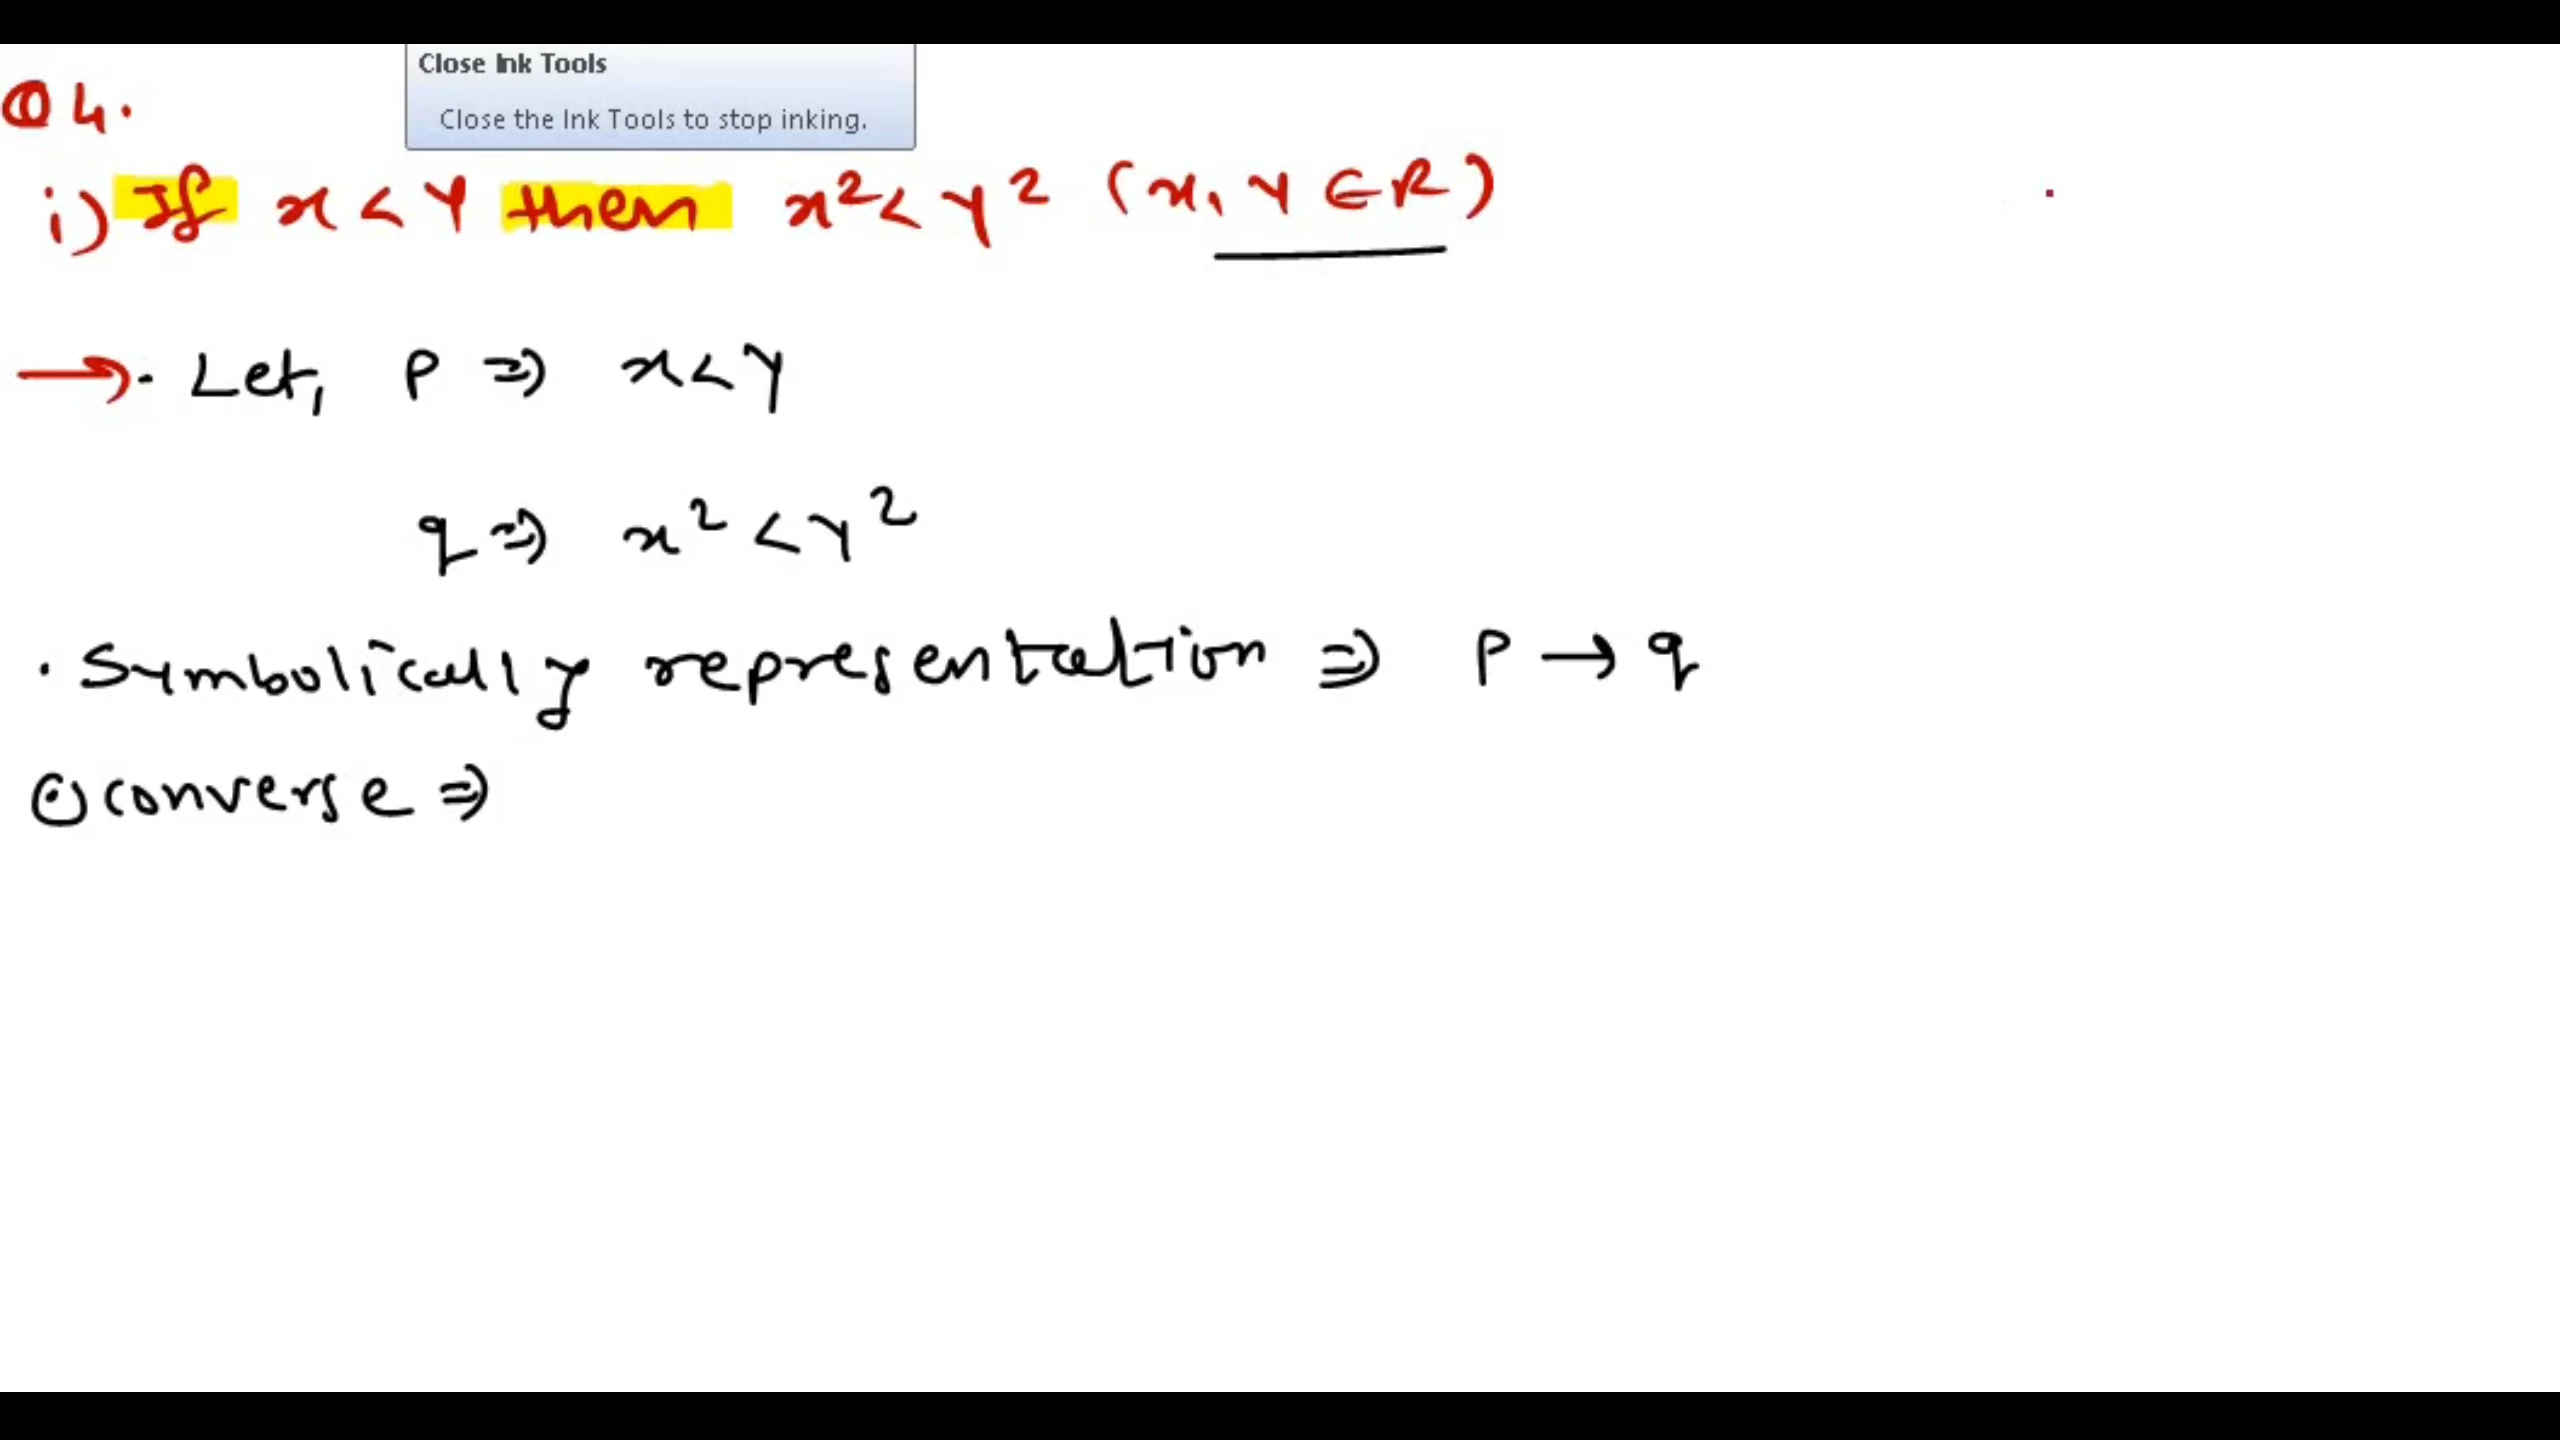 Close Ink Tools
Close the Ink Tools to stop inking.
Q4.
i) If x < y then x² < y² (x, y ∈ R)
→ · Let, P ⇒ x < y
q ⇒ x² < y²
· Symbolically representation ⇒ P → q
⊙ converse ⇒